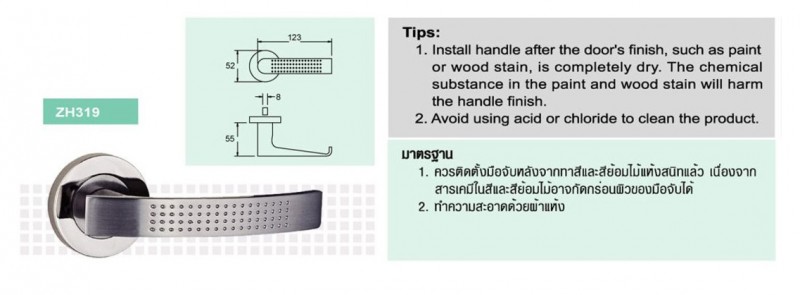 ZH319
123
52
8
55
Tips:
1. Install handle after the door's finish, such as paint
or wood stain, is completely dry. The chemical
substance in the paint and wood stain will harm
the handle finish.
2. Avoid using acid or chloride to clean the product.
มาตรฐาน
1. ควรติดตั้งมือจับหลังจากทาสีและสีย้อมไม้แห้งสนิทแล้ว เนื่องจาก
สารเคมีในสีและสีย้อมไม้อาจกัดกร่อนผิวของมือจับได้
2. ทำความสะอาดด้วยผ้าแห้ง